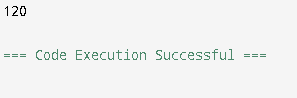 120
=== Code Execution Successful ===